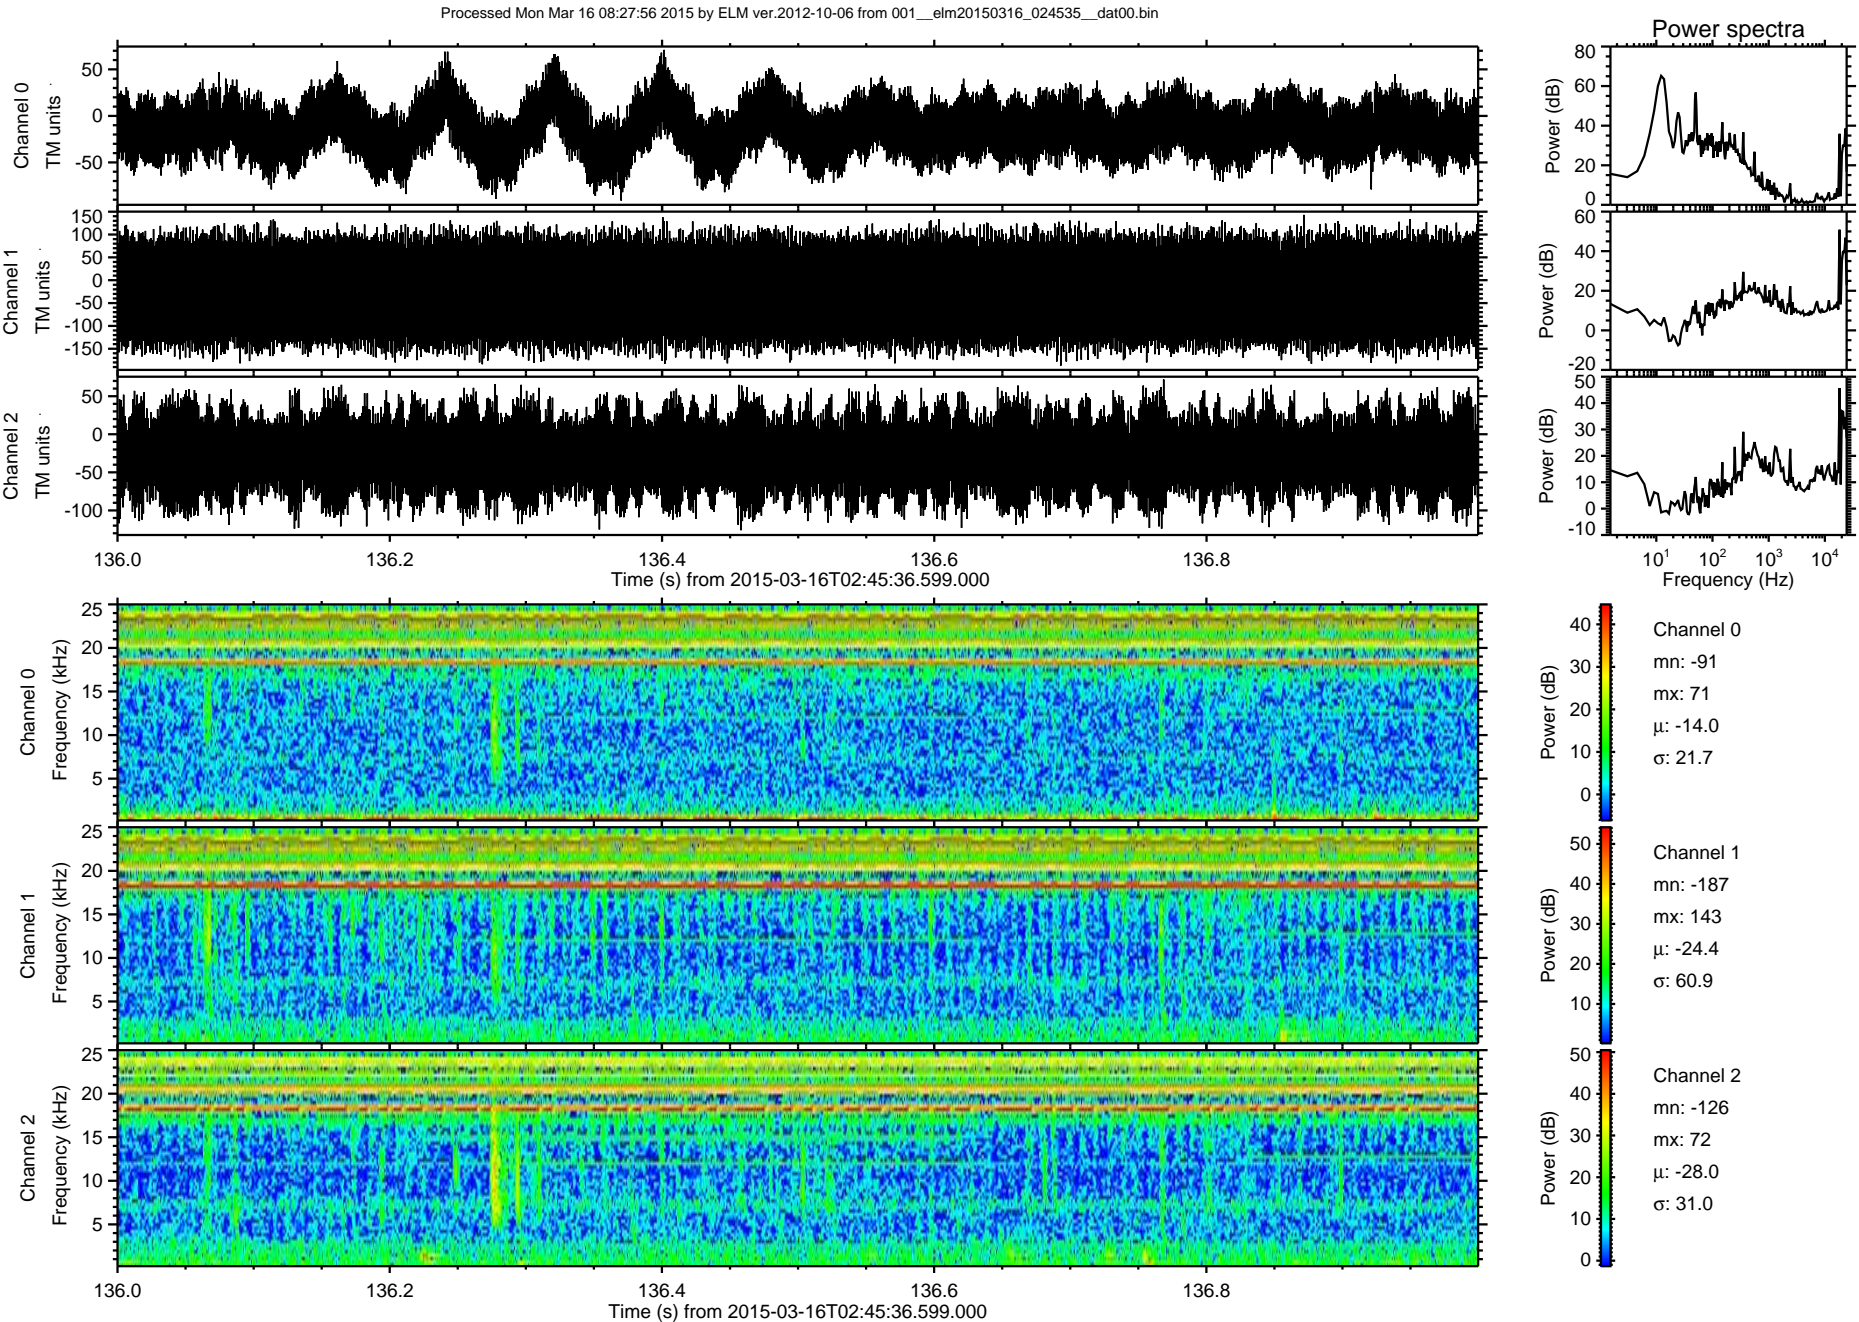 Processed Mon Mar 16 08:27:56 2015 by ELM ver.2012-10-06 from 001__elm20150316_024535__dat00.bin
Power spectra
Channel 0
TM units
50
0
-50
Power (dB)
80
60
40
20
0
Channel 1
TM units
150
100
50
0
-50
-100
-150
Power (dB)
60
40
20
0
-20
Channel 2
TM units
50
0
-50
-100
Power (dB)
50
40
30
20
10
0
-10
136.0 136.2 136.4 136.6 136.8
Time (s) from 2015-03-16T02:45:36.599.000
10¹ 10² 10³ 10⁴
Frequency (Hz)
Channel 0
Frequency (kHz)
25
20
15
10
5
Power (dB)
40
30
20
10
0
Channel 0
mn: -91
mx: 71
μ: -14.0
σ: 21.7
Channel 1
Frequency (kHz)
25
20
15
10
5
Power (dB)
50
40
30
20
10
Channel 1
mn: -187
mx: 143
μ: -24.4
σ: 60.9
Channel 2
Frequency (kHz)
25
20
15
10
5
Power (dB)
50
40
30
20
10
0
Channel 2
mn: -126
mx: 72
μ: -28.0
σ: 31.0
136.0 136.2 136.4 136.6 136.8
Time (s) from 2015-03-16T02:45:36.599.000